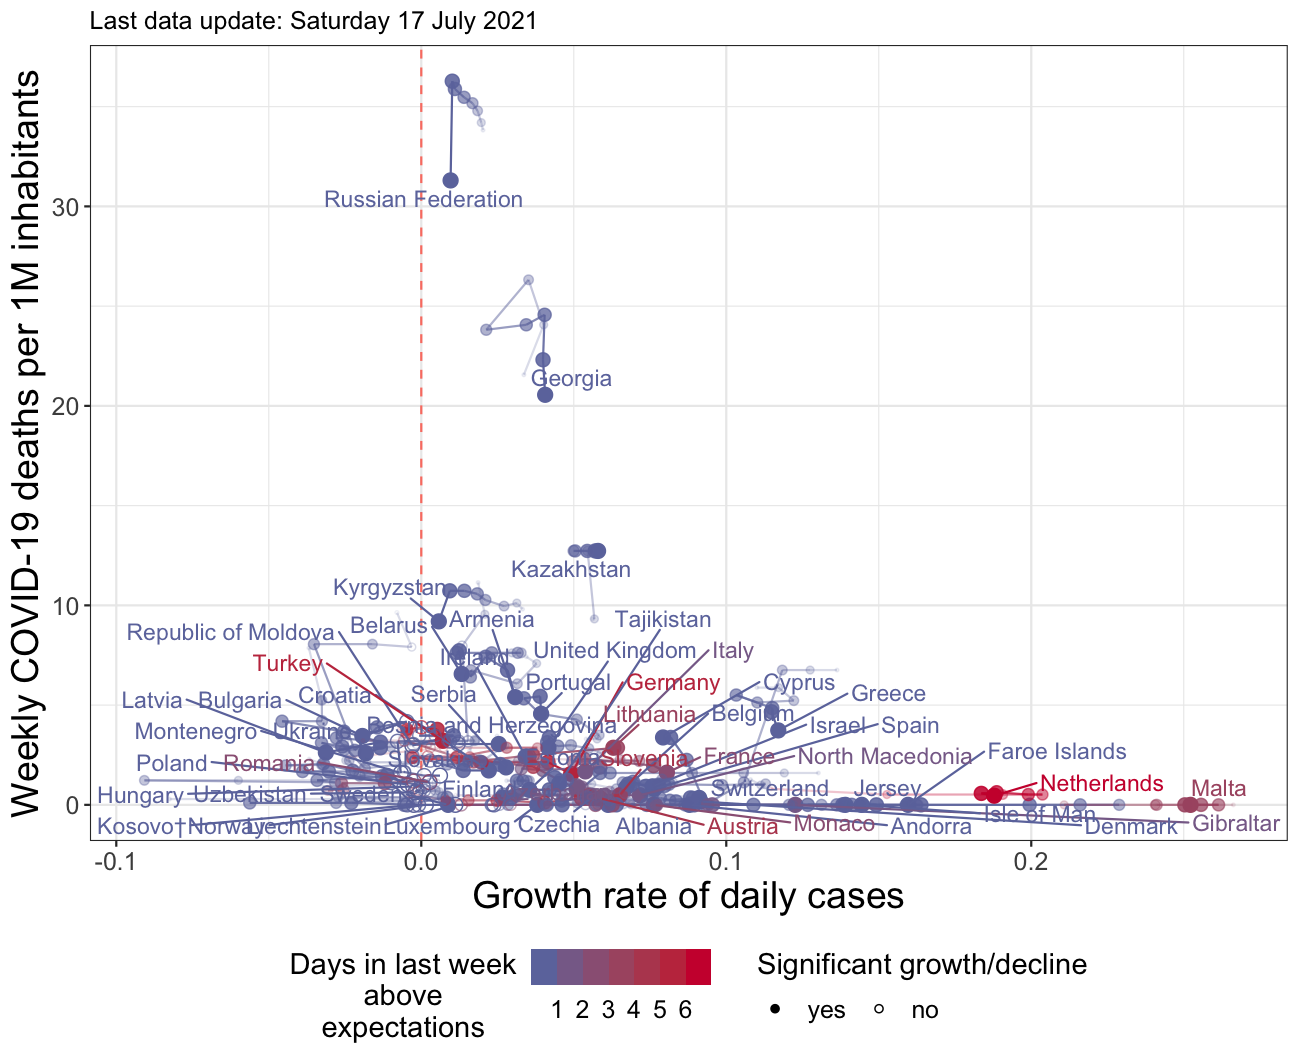 Last data update: Saturday 17 July 2021
Weekly COVID-19 deaths per 1M inhabitants
30
20
10
0
Russian Federation
Georgia
Kazakhstan
Kyrgyzstan
Armenia
Tajikistan
Republic of Moldova
Belarus
Ireland
United Kingdom
Italy
Turkey
Portugal
Germany
Cyprus
Latvia
Bulgaria
Croatia
Serbia
Lithuania
Belgium
Greece
Montenegro
Ukraine
Bosnia and Herzegovina
Israel
Spain
Poland
Romania
Slovenia
France
North Macedonia
Faroe Islands
Hungary
Uzbekistan
Sweden
Finland
Switzerland
Jersey
Netherlands
Malta
Isle of Man
Kosovo†
Norway
Liechtenstein
Luxembourg
Czechia
Albania
Austria
Monaco
Andorra
Denmark
Gibraltar
-0.1
0.0
0.1
0.2
Growth rate of daily cases
Days in last week
above
expectations
1 2 3 4 5 6
Significant growth/decline
yes
no